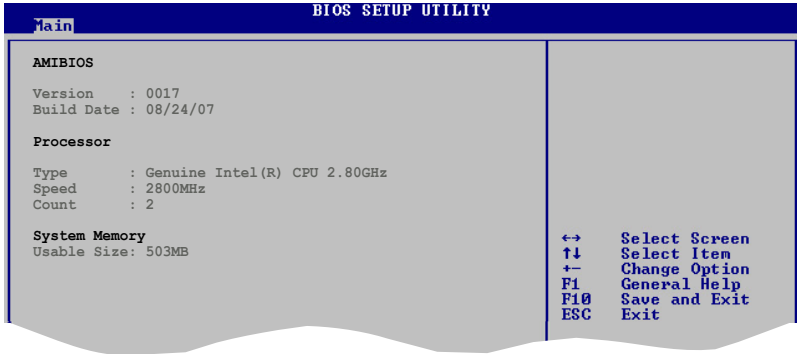 BIOS SETUP UTILITY
Main
AMIBIOS
Version : 0017
Build Date : 08/24/07
Processor
Type : Genuine Intel(R) CPU 2.80GHz
Speed : 2800MHz
Count : 2
System Memory
Usable Size: 503MB
←→ Select Screen
↑↓ Select Item
+- Change Option
F1 General Help
F10 Save and Exit
ESC Exit